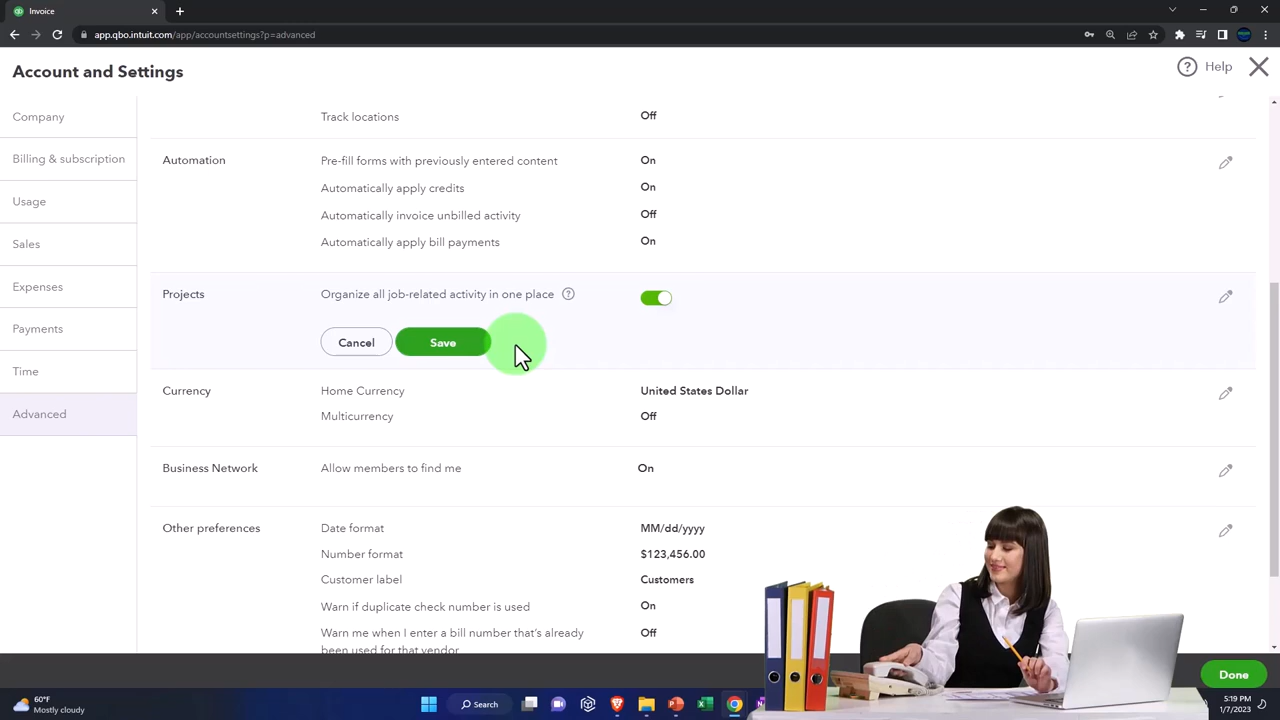 Invoice
app.qbo.intuit.com/app/accountsettings?p=advanced
Account and Settings
Help
Company
Billing & subscription
Usage
Sales
Expenses
Payments
Time
Advanced
Track locations Off
Automation Pre-fill forms with previously entered content On
Automatically apply credits On
Automatically invoice unbilled activity Off
Automatically apply bill payments On
Projects Organize all job-related activity in one place ?
Cancel Save
Currency Home Currency United States Dollar
Multicurrency Off
Business Network Allow members to find me On
Other preferences Date format MM/dd/yyyy
Number format $123,456.00
Customer label Customers
Warn if duplicate check number is used On
Warn me when I enter a bill number that's already Off
been used for that vendor
Done
60°F
Mostly cloudy
Search
5:19 PM
1/7/2023